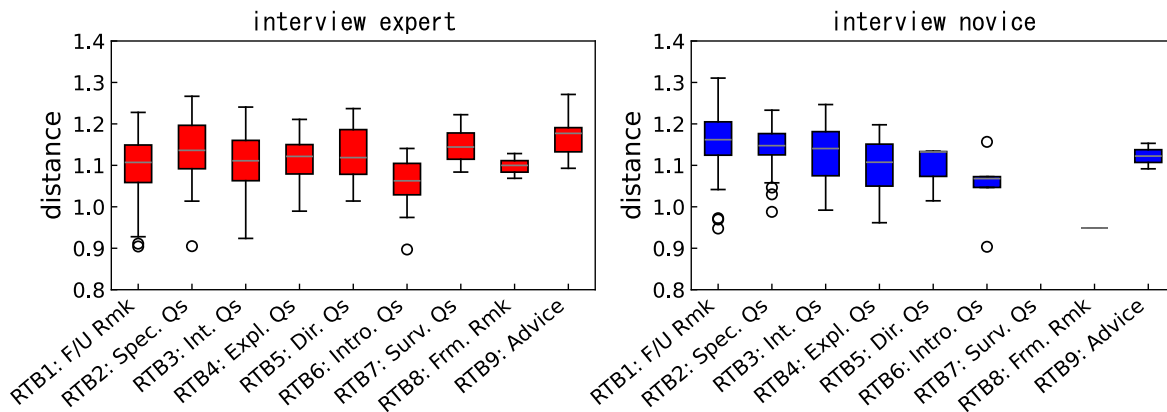 interview expert
distance
1.4
1.3
1.2
1.1
1.0
0.9
0.8
RTB1: F/U Rmk
RTB2: Spec. Qs
RTB3: Int. Qs
RTB4: Expl. Qs
RTB5: Dir. Qs
RTB6: Intro. Qs
RTB7: Surv. Qs
RTB8: Frm. Rmk
RTB9: Advice
interview novice
distance
1.4
1.3
1.2
1.1
1.0
0.9
0.8
RTB1: F/U Rmk
RTB2: Spec. Qs
RTB3: Int. Qs
RTB4: Expl. Qs
RTB5: Dir. Qs
RTB6: Intro. Qs
RTB7: Surv. Qs
RTB8: Frm. Rmk
RTB9: Advice